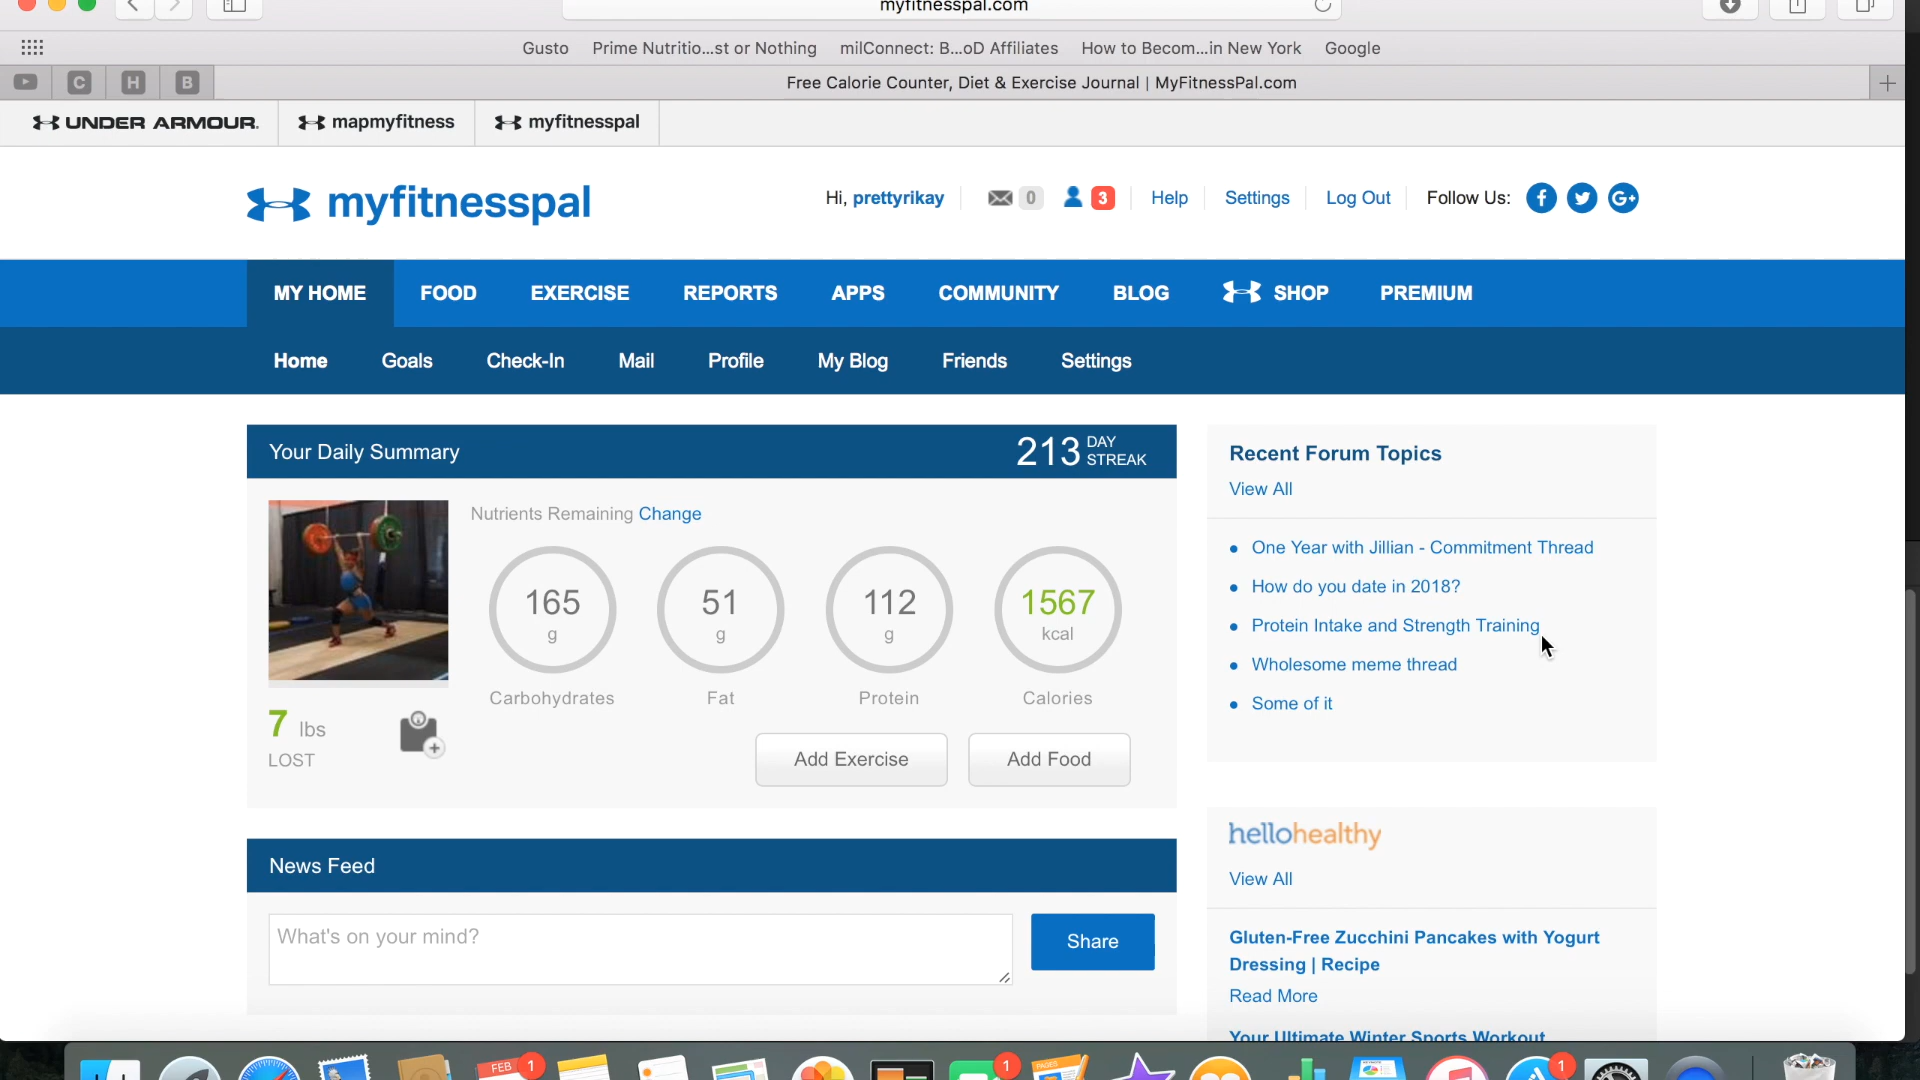 myfitnesspal.com
Gusto Prime Nutritio...st or Nothing milConnect: B...oD Affiliates How to Becom...in New York Google
C H B Free Calorie Counter, Diet & Exercise Journal | MyFitnessPal.com
UNDER ARMOUR. mapmyfitness myfitnesspal
myfitnesspal
Hi, prettyrikay 0 3 Help Settings Log Out Follow Us: f G+
MY HOME FOOD EXERCISE REPORTS APPS COMMUNITY BLOG SHOP PREMIUM
Home Goals Check-In Mail Profile My Blog Friends Settings
Your Daily Summary 213 DAY STREAK
Nutrients Remaining Change
165 g 51 g 112 g 1567 kcal
Carbohydrates Fat Protein Calories
7 lbs
LOST
Add Exercise Add Food
News Feed
What's on your mind?
Share
Recent Forum Topics
View All
One Year with Jillian - Commitment Thread
How do you date in 2018?
Protein Intake and Strength Training
Wholesome meme thread
Some of it
hellohealthy
View All
Gluten-Free Zucchini Pancakes with Yogurt
Dressing | Recipe
Read More
Your Ultimate Winter Sports Workout
FEB 1 1 PAGES 1